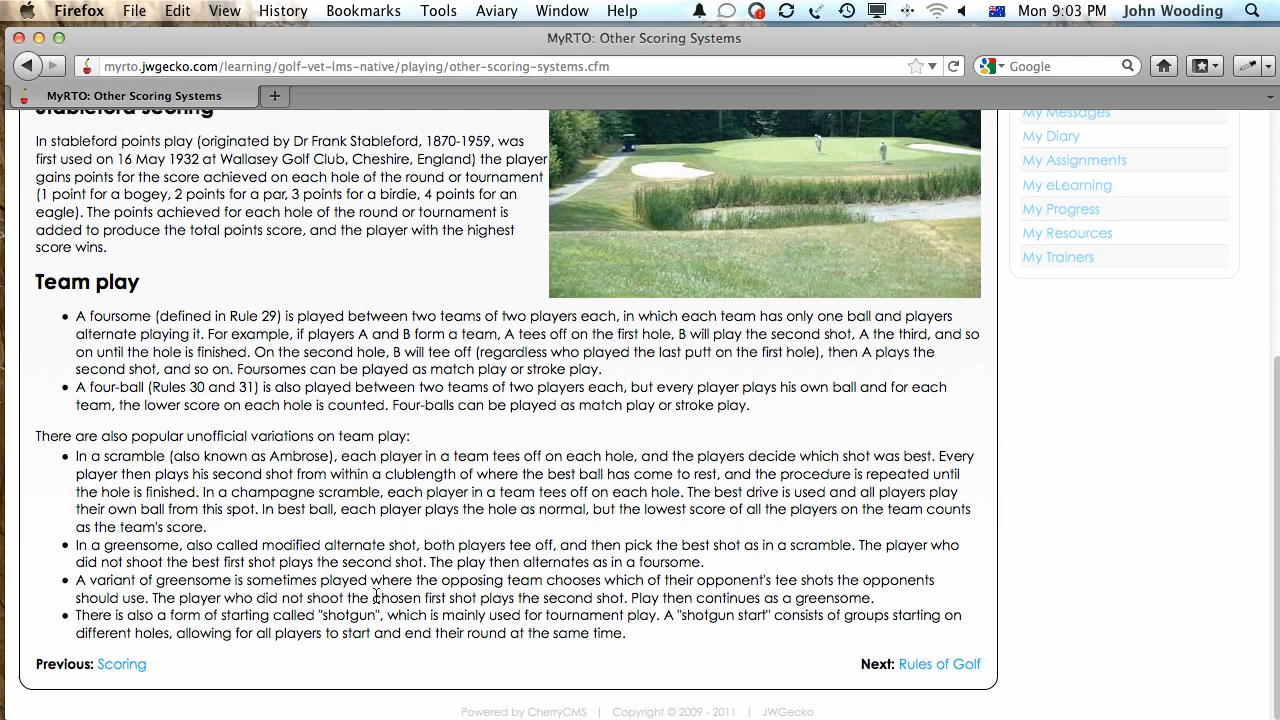 Firefox File Edit View History Bookmarks Tools Aviary Window Help Mon 9:03 PM John Wooding
MyRTO: Other Scoring Systems
myrto.jwgecko.com/learning/golf-vet-lms-native/playing/other-scoring-systems.cfm Google
MyRTO: Other Scoring Systems
Stableford scoring
In stableford points play (originated by Dr Frank Stableford, 1870-1959, was
first used on 16 May 1932 at Wallasey Golf Club, Cheshire, England) the player
gains points for the score achieved on each hole of the round or tournament
(1 point for a bogey, 2 points for a par, 3 points for a birdie, 4 points for an
eagle). The points achieved for each hole of the round or tournament is
added to produce the total points score, and the player with the highest
score wins.
Team play
A foursome (defined in Rule 29) is played between two teams of two players each, in which each team has only one ball and players
alternate playing it. For example, if players A and B form a team, A tees off on the first hole, B will play the second shot, A the third, and so
on until the hole is finished. On the second hole, B will tee off (regardless who played the last putt on the first hole), then A plays the
second shot, and so on. Foursomes can be played as match play or stroke play.
A four-ball (Rules 30 and 31) is also played between two teams of two players each, but every player plays his own ball and for each
team, the lower score on each hole is counted. Four-balls can be played as match play or stroke play.
There are also popular unofficial variations on team play:
In a scramble (also known as Ambrose), each player in a team tees off on each hole, and the players decide which shot was best. Every
player then plays his second shot from within a clublength of where the best ball has come to rest, and the procedure is repeated until
the hole is finished. In a champagne scramble, each player in a team tees off on each hole. The best drive is used and all players play
their own ball from this spot. In best ball, each player plays the hole as normal, but the lowest score of all the players on the team counts
as the team's score.
In a greensome, also called modified alternate shot, both players tee off, and then pick the best shot as in a scramble. The player who
did not shoot the best first shot plays the second shot. The play then alternates as in a foursome.
A variant of greensome is sometimes played where the opposing team chooses which of their opponent's tee shots the opponents
should use. The player who did not shoot the chosen first shot plays the second shot. Play then continues as a greensome.
There is also a form of starting called "shotgun", which is mainly used for tournament play. A "shotgun start" consists of groups starting on
different holes, allowing for all players to start and end their round at the same time.
Previous: Scoring
Next: Rules of Golf
My Messages
My Diary
My Assignments
My eLearning
My Progress
My Resources
My Trainers
Powered by CherryCMS | Copyright © 2009 - 2011 | JWGecko